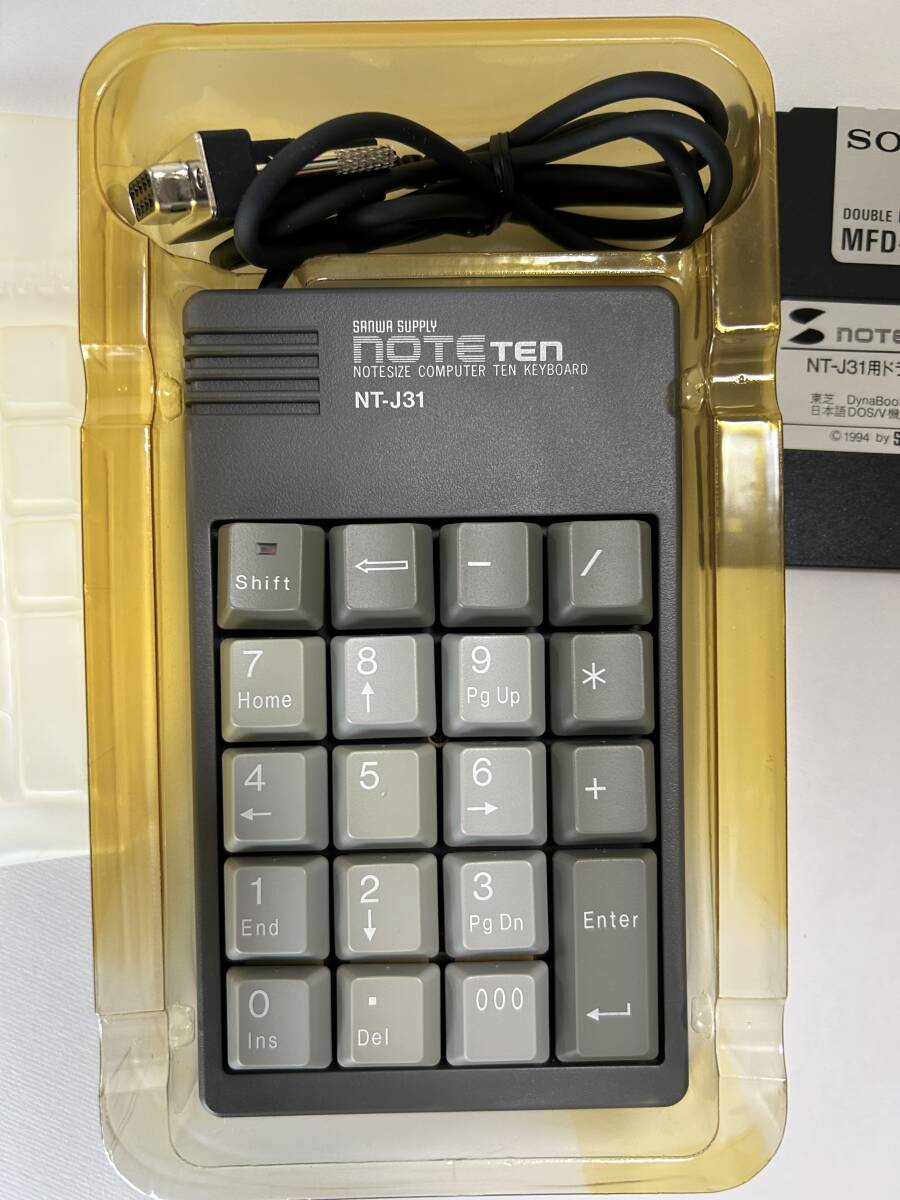 SANWA SUPPLY
NOTE TEN
NOTESIZE COMPUTER TEN KEYBOARD
NT-J31
Shift
←
−
/
7
Home
8
↑
9
Pg Up
*
4
←
5
6
→
+
1
End
2
↓
3
Pg Dn
Enter
↵
0
Ins
.
Del
000
SO
DOUBLE
MFD-
NOTE
NT-J31用ド
東芝 DynaBoo
日本語DOS/V機
© 1994 by S